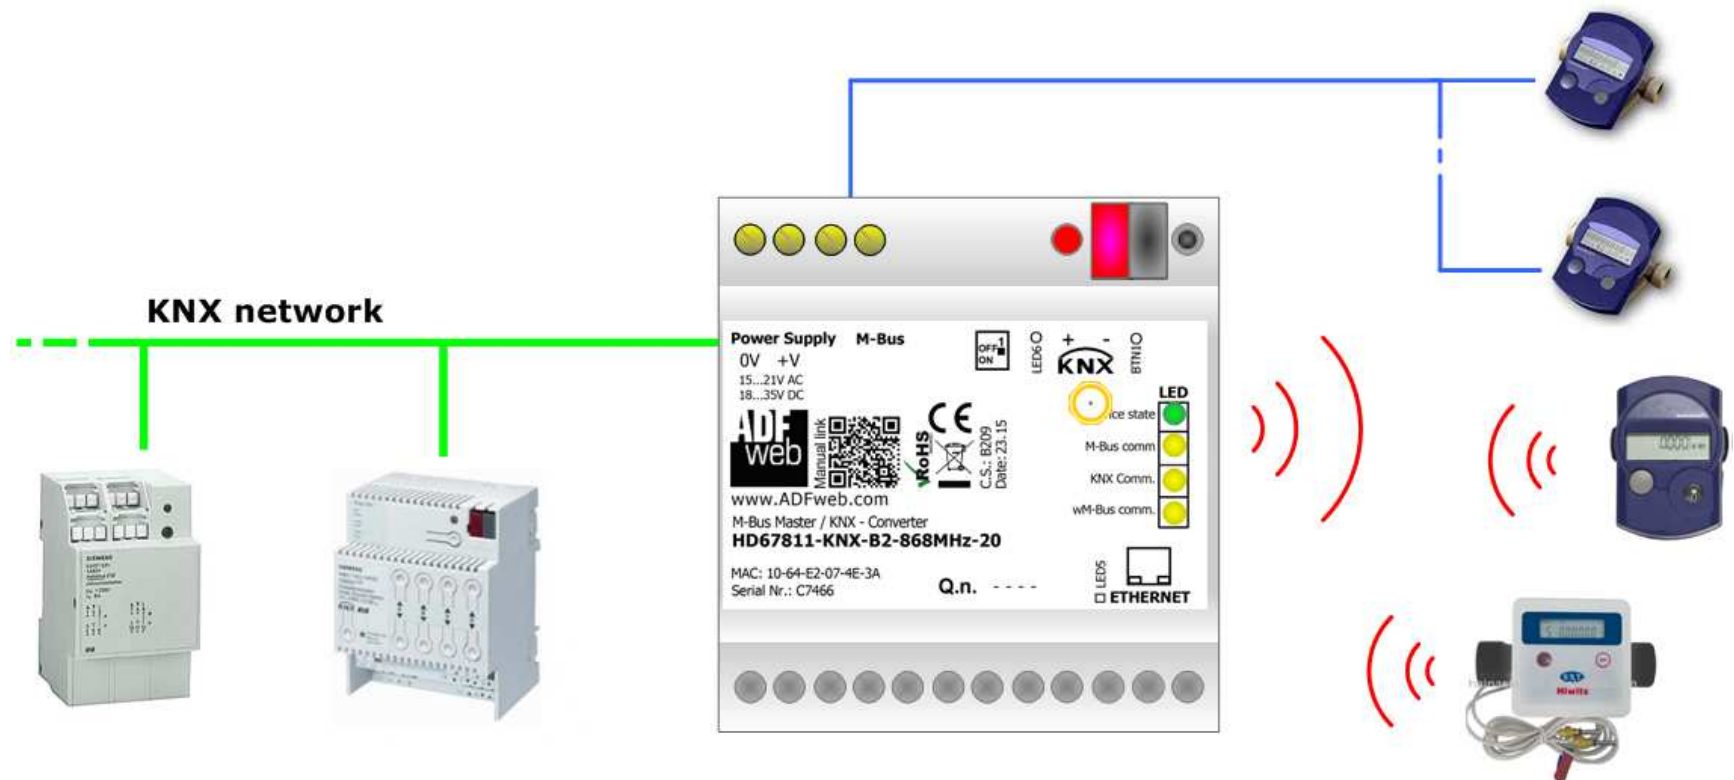 KNX network
Power Supply M-Bus
0V +V
15...21V AC
18...35V DC
OFF 1
ON
LED6
+ -
KNX
BTN1
LED
ice state
M-Bus comm
KNX Comm.
wM-Bus comm.
ADF
web
Manual link
RoHS
CE
C.S.: B209
Date: 23.15
www.ADFweb.com
M-Bus Master / KNX - Converter
HD67811-KNX-B2-868MHz-20
MAC: 10-64-E2-07-4E-3A
Serial Nr.: C7466
Q.n. - - - -
LED5
ETHERNET
SIEMENS
KNX
Hiwits